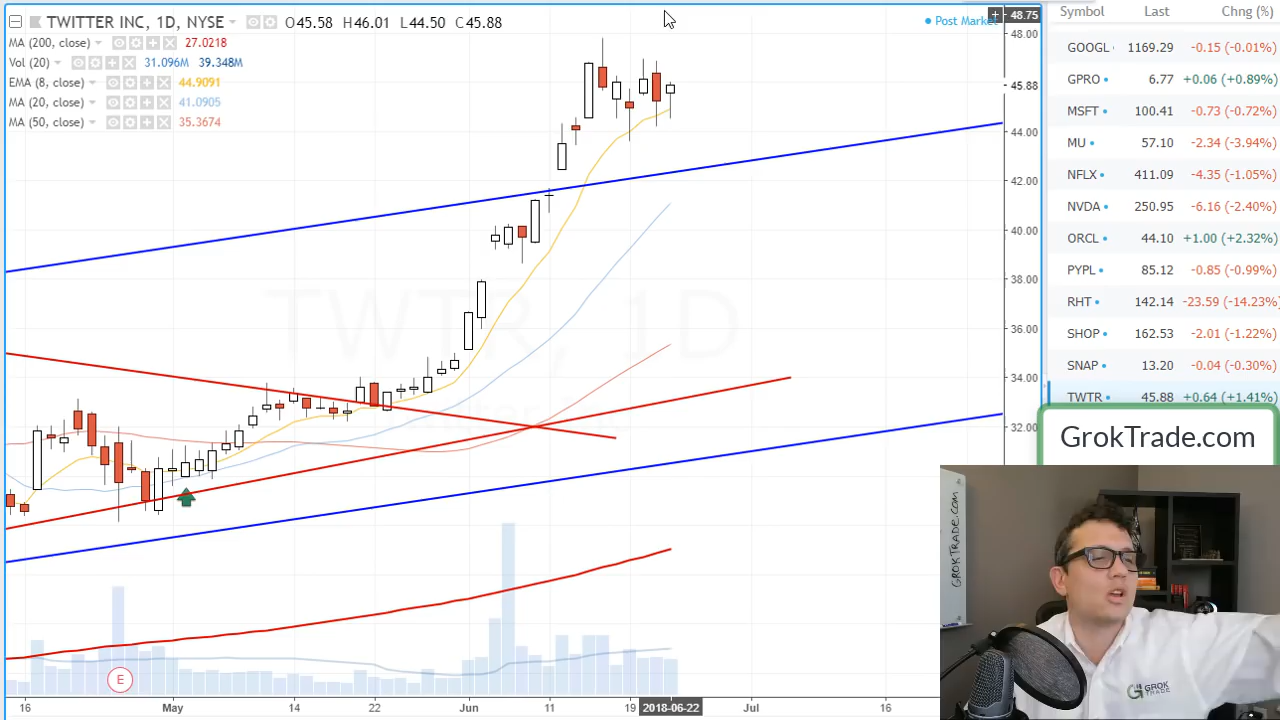 TWITTER INC, 1D, NYSE O45.58 H46.01 L44.50 C45.88
MA (200, close) 27.0218
Vol (20) 31.096M 39.348M
EMA (8, close) 44.9091
MA (20, close) 41.0905
MA (50, close) 35.3674
Post Market
TWTR, 1D
48.75
48.00
45.88
44.00
42.00
40.00
38.00
36.00
34.00
32.00
E
16 May 14 22 Jun 11 19 2018-06-22 Jul 16
Symbol Last Chng (%)
GOOGL 1169.29 -0.15 (-0.01%)
GPRO 6.77 +0.06 (+0.89%)
MSFT 100.41 -0.73 (-0.72%)
MU 57.10 -2.34 (-3.94%)
NFLX 411.09 -4.35 (-1.05%)
NVDA 250.95 -6.16 (-2.40%)
ORCL 44.10 +1.00 (+2.32%)
PYPL 85.12 -0.85 (-0.99%)
RHT 142.14 -23.59 (-14.23%)
SHOP 162.53 -2.01 (-1.22%)
SNAP 13.20 -0.04 (-0.30%)
TWTR 45.88 +0.64 (+1.41%)
GrokTrade.com
GROKTRADE.com
GROK
TRADE